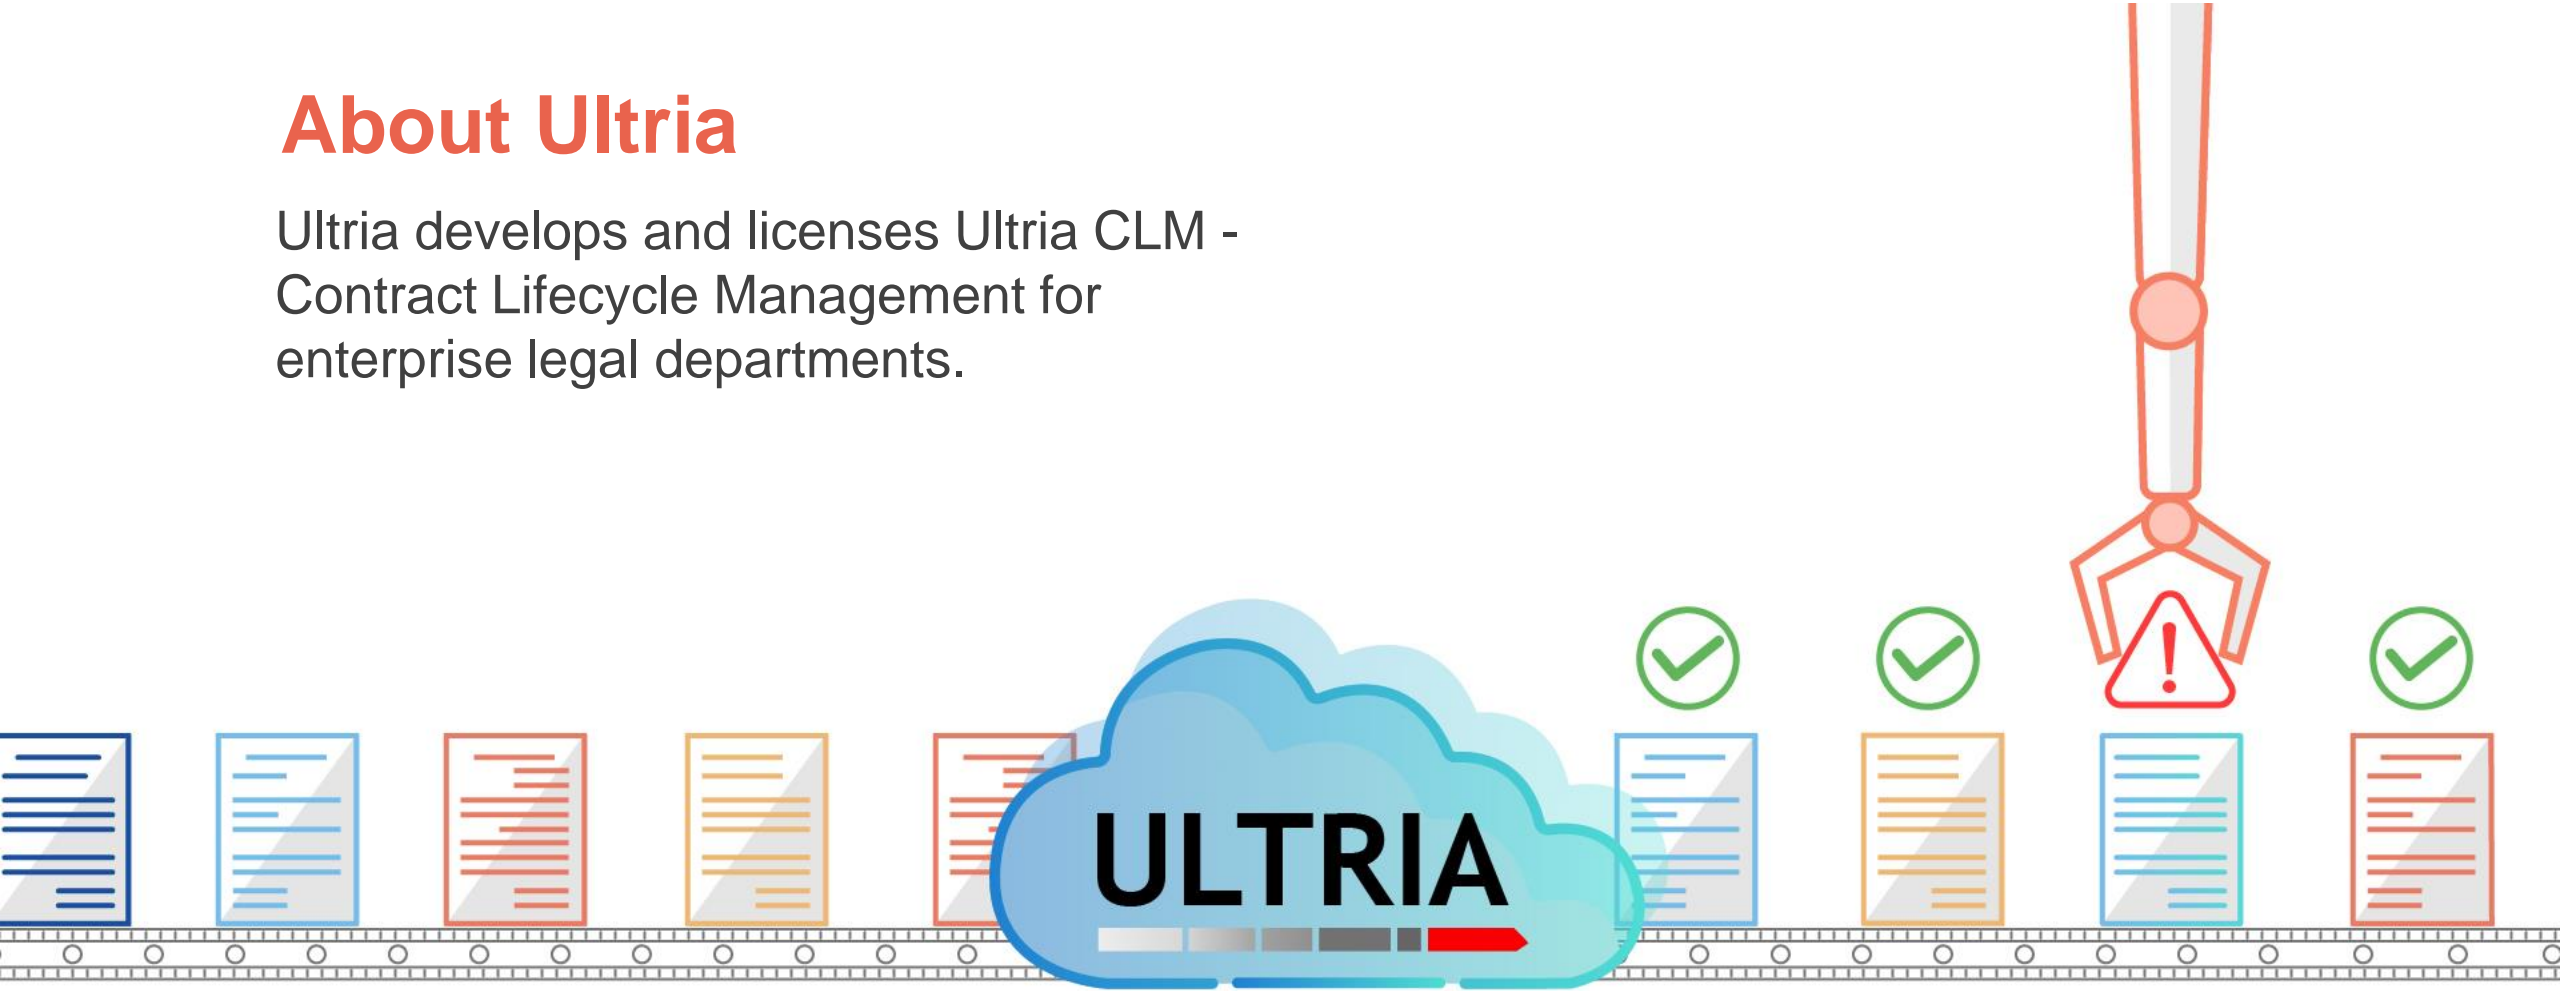 About Ultria
Ultria develops and licenses Ultria CLM -
Contract Lifecycle Management for
enterprise legal departments.
ULTRIA